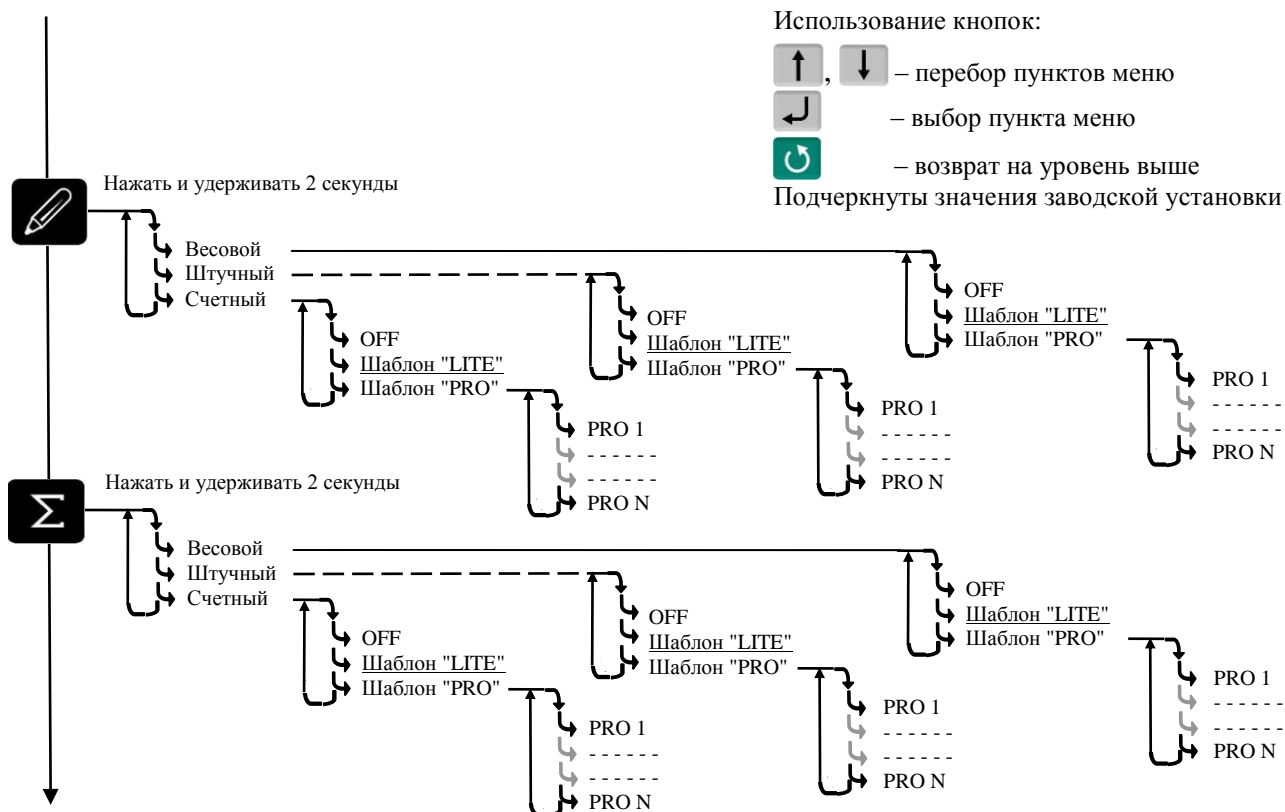 Использование кнопок:
, – перебор пунктов меню
– выбор пункта меню
– возврат на уровень выше
Подчеркнуты значения заводской установки
Нажать и удерживать 2 секунды
Весовой
Штучный
Счетный
OFF
Шаблон "LITE"
Шаблон "PRO"
PRO 1
- - - - - -
- - - - - -
PRO N
OFF
Шаблон "LITE"
Шаблон "PRO"
PRO 1
- - - - - -
- - - - - -
PRO N
OFF
Шаблон "LITE"
Шаблон "PRO"
PRO 1
- - - - - -
- - - - - -
PRO N
Σ
Нажать и удерживать 2 секунды
Весовой
Штучный
Счетный
OFF
Шаблон "LITE"
Шаблон "PRO"
PRO 1
- - - - - -
- - - - - -
PRO N
OFF
Шаблон "LITE"
Шаблон "PRO"
PRO 1
- - - - - -
- - - - - -
PRO N
OFF
Шаблон "LITE"
Шаблон "PRO"
PRO 1
- - - - - -
- - - - - -
PRO N